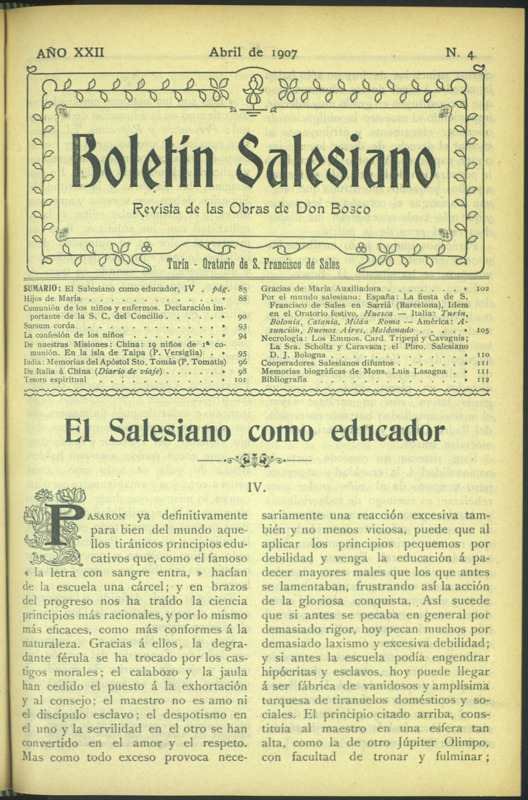 AÑO XXII Abril de 1907 N. 4
Boletín Salesiano
Revista de las Obras de Don Bosco
Turín - Oratorio de S. Francisco de Sales
SUMARIO: El Salesiano como educador, IV . pág. 85
Hijos de María . . . . . . . . . . . » 88
Comunión de los niños y enfermos. Declaración im-
portante de la S. C. del Concilio . . . . » 90
Sursum corda . . . . . . . . . . . » 93
La confesión de los niños . . . . . . . » 94
De nuestras Misiones: China: 19 niños de 1ª co-
munión. En la isla de Taipa (P. Versiglia) . » 95
India: Memorias del Apóstol Sto. Tomás (P. Tomatis) 96
De Italia á China (Diario de viaje) . . . . . » 98
Tesoro espiritual . . . . . . . . . . » 101
Gracias de María Auxiliadora . . . . . . » 102
Por el mundo salesiano: España: La fiesta de S.
Francisco de Sales en Sarriá (Barcelona), Idem
en el Oratorio festivo, Huesca — Italia: Turín,
Bolonia, Catania, Milán Roma — América: A-
sunción, Buenos Aires, Maldonado . . . . » 105
Necrología: Los Emmos. Card. Tripepi y Cavagnis;
La Sra. Scholtz y Caravaca; el Pbro. Salesiano
D. J. Bologna . . . . . . . . . . » 110
Cooperadores Salesianos difuntos . . . . . » 111
Memorias biográficas de Mons. Luis Lasagna . . » 111
Bibliografía . . . . . . . . . . . » 112
El Salesiano como educador
IV.
PASARON ya definitivamente
para bien del mundo aque-
llos tiránicos principios edu-
cativos que, como el famoso
« la letra con sangre entra, » hacían
de la escuela una cárcel; y en brazos
del progreso nos ha traído la ciencia
principios más racionales, y por lo mismo
más eficaces, como más conformes á la
naturaleza. Gracias á ellos, la degra-
dante férula se ha trocado por los cas-
tigos morales; el calabozo y la jaula
han cedido el puesto á la exhortación
y al consejo; el maestro no es amo ni
el discípulo esclavo; el despotismo en
el uno y la servilidad en el otro se han
convertido en el amor y el respeto.
Mas como todo exceso provoca nece-
sariamente una reacción excesiva tam-
bién y no menos viciosa, puede que al
aplicar los principios pequemos por
debilidad y venga la educación á pa-
decer mayores males que los que antes
se lamentaban, frustrando así la acción
de la gloriosa conquista. Así sucede
que si antes se pecaba en general por
demasiado rigor, hoy pecan muchos por
demasiado laxismo y excesiva debilidad;
y si antes la escuela podía engendrar
hipócritas y esclavos, hoy puede llegar
á ser fábrica de vanidosos y amplísima
turquesa de tiranuelos domésticos y so-
ciales. El principio citado arriba, cons-
tituía al maestro en una esfera tan
alta, como la de otro Júpiter Olimpo,
con facultad de tronar y fulminar;